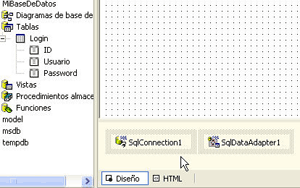 MiBaseDeDatos
Diagramas de base de
Tablas
Login
ID
Usuario
Password
Vistas
Procedimientos almace
Funciones
model
msdb
tempdb
SqlConnection1
SqlDataAdapter1
Diseño
HTML